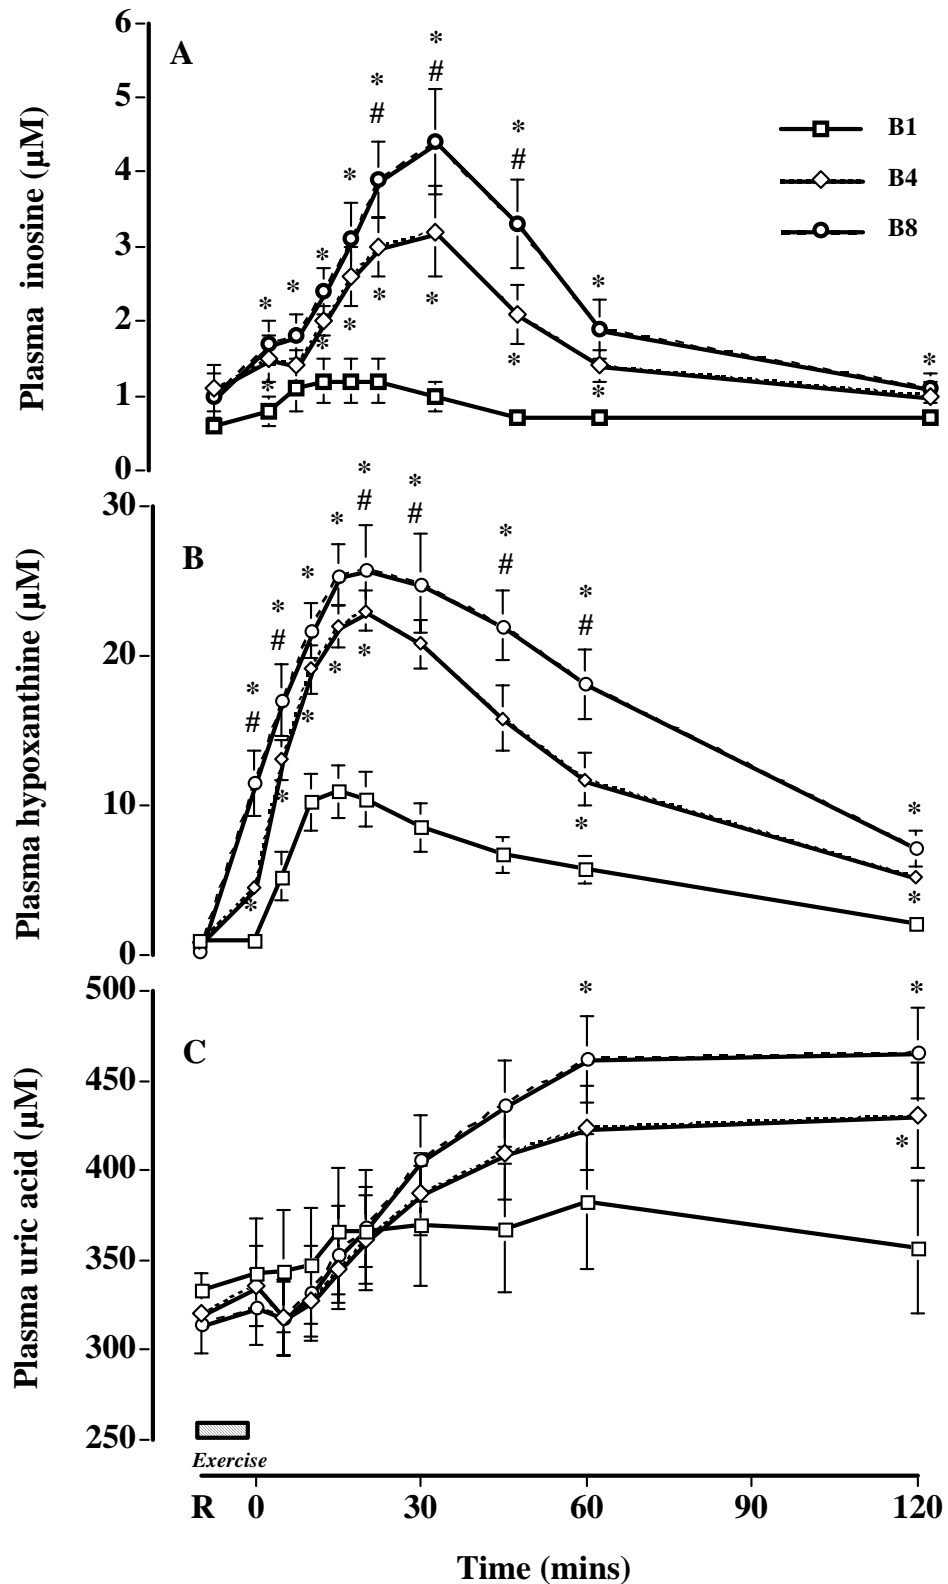 A
Plasma inosine (µM)
6
5
4
3
2
1
0
B1
B4
B8
* # * # * # * * * * * * * * * * * * * *
B
Plasma hypoxanthine (µM)
30
20
10
0
* # * # * # * # * # * # * * * * * * * * * *
C
Plasma uric acid (µM)
500
450
400
350
300
250
* * *
Exercise
R 0 30 60 90 120
Time (mins)